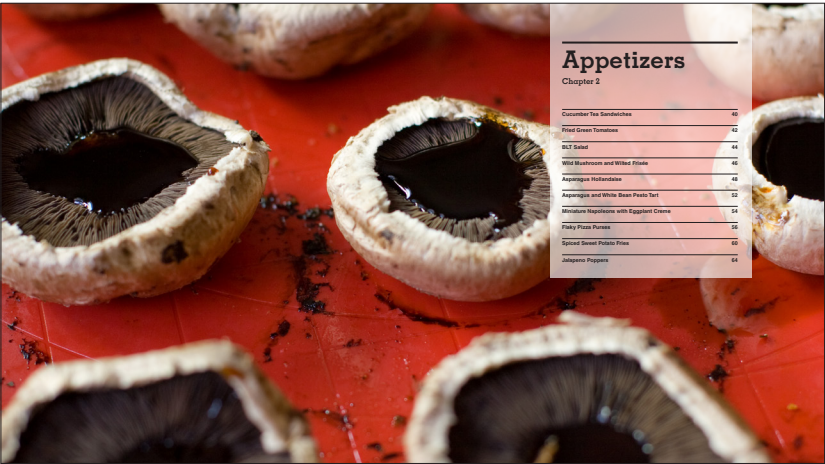 Appetizers
Chapter 2
Cucumber Tea Sandwiches 40
Fried Green Tomatoes 42
BLT Salad 44
Wild Mushroom and Wilted Frisée 46
Asparagus Hollandaise 48
Asparagus and White Bean Pesto Tart 52
Miniature Napoleons with Eggplant Creme 54
Flaky Pizza Purses 56
Spiced Sweet Potato Fries 60
Jalapeno Poppers 64